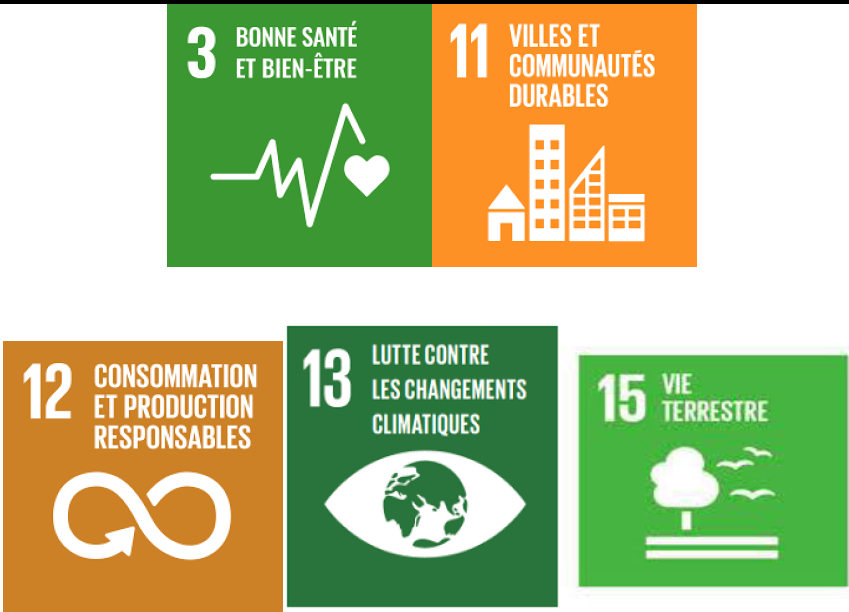 3 BONNE SANTÉ
ET BIEN-ÊTRE
11 VILLES ET
COMMUNAUTÉS
DURABLES
12 CONSOMMATION
ET PRODUCTION
RESPONSABLES
13 LUTTE CONTRE
LES CHANGEMENTS
CLIMATIQUES
15 VIE
TERRESTRE